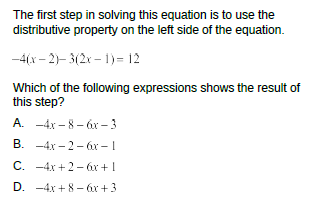 The first step in solving this equation is to use the
distributive property on the left side of the equation.
−4(x − 2)− 3(2x − 1) = 12
Which of the following expressions shows the result of
this step?
A. −4x − 8 − 6x − 3
B. −4x − 2 − 6x − 1
C. −4x + 2 − 6x + 1
D. −4x + 8 − 6x + 3